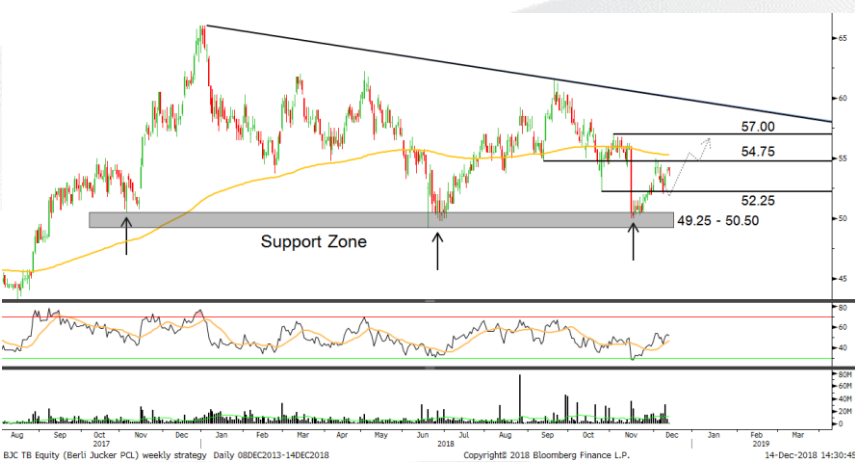 65
60
57.00
54.75
55
52.25
50
49.25 - 50.50
Support Zone
45
80
60
40
80M
60M
40M
20M
0
Aug Sep Oct Nov Dec Jan Feb Mar Apr May Jun Jul Aug Sep Oct Nov Dec Jan Feb Mar
2017 2018 2019
BJC TB Equity (Berli Jucker PCL) weekly strategy Daily 08DEC2013-14DEC2018 Copyright© 2018 Bloomberg Finance L.P. 14-Dec-2018 14:30:45